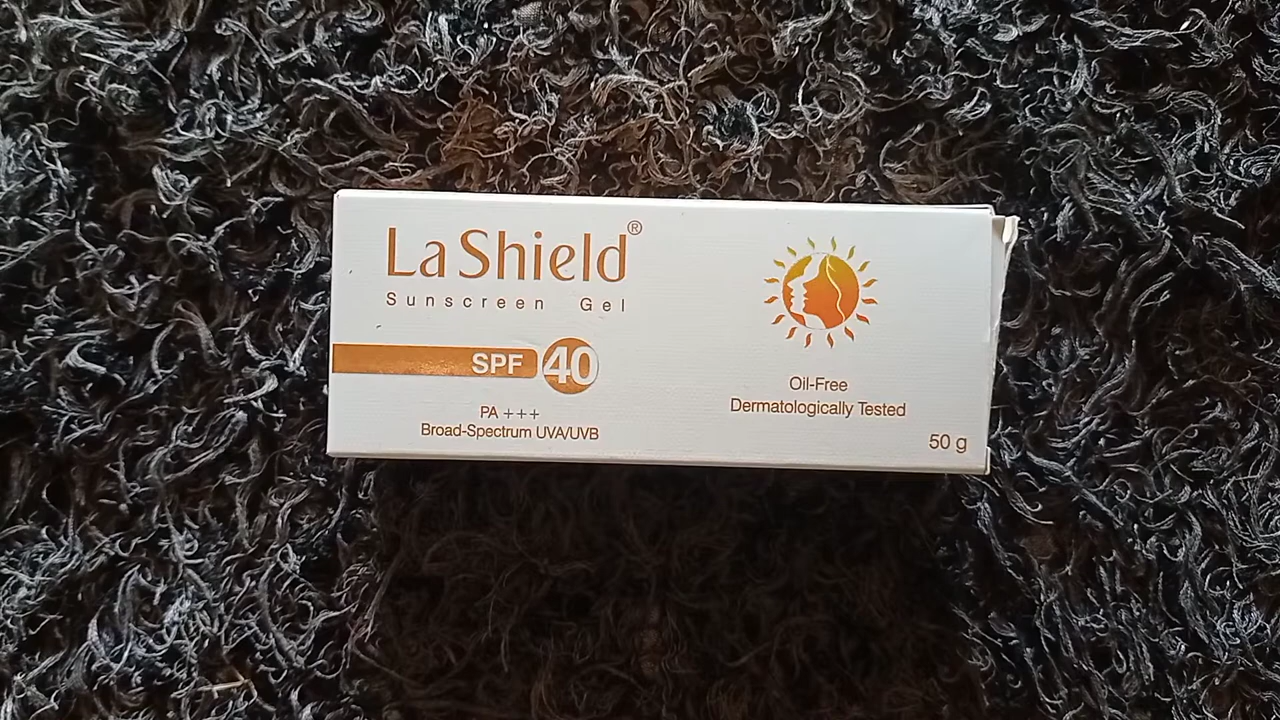 La Shield®
Sunscreen Gel
SPF 40
PA +++
Broad-Spectrum UVA/UVB
Oil-Free
Dermatologically Tested
50 g